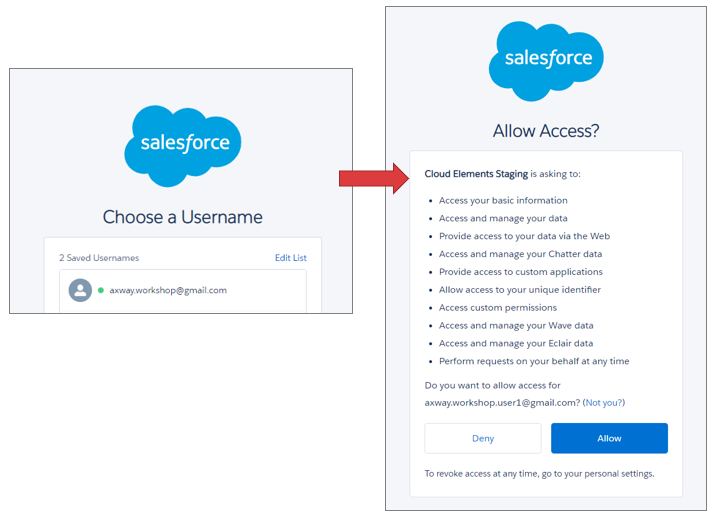 salesforce
Choose a Username
2 Saved Usernames Edit List
axway.workshop@gmail.com
salesforce
Allow Access?
Cloud Elements Staging is asking to:
• Access your basic information
• Access and manage your data
• Provide access to your data via the Web
• Access and manage your Chatter data
• Provide access to custom applications
• Allow access to your unique identifier
• Access custom permissions
• Access and manage your Wave data
• Access and manage your Eclair data
• Perform requests on your behalf at any time
Do you want to allow access for
axway.workshop.user1@gmail.com? (Not you?)
Deny Allow
To revoke access at any time, go to your personal settings.